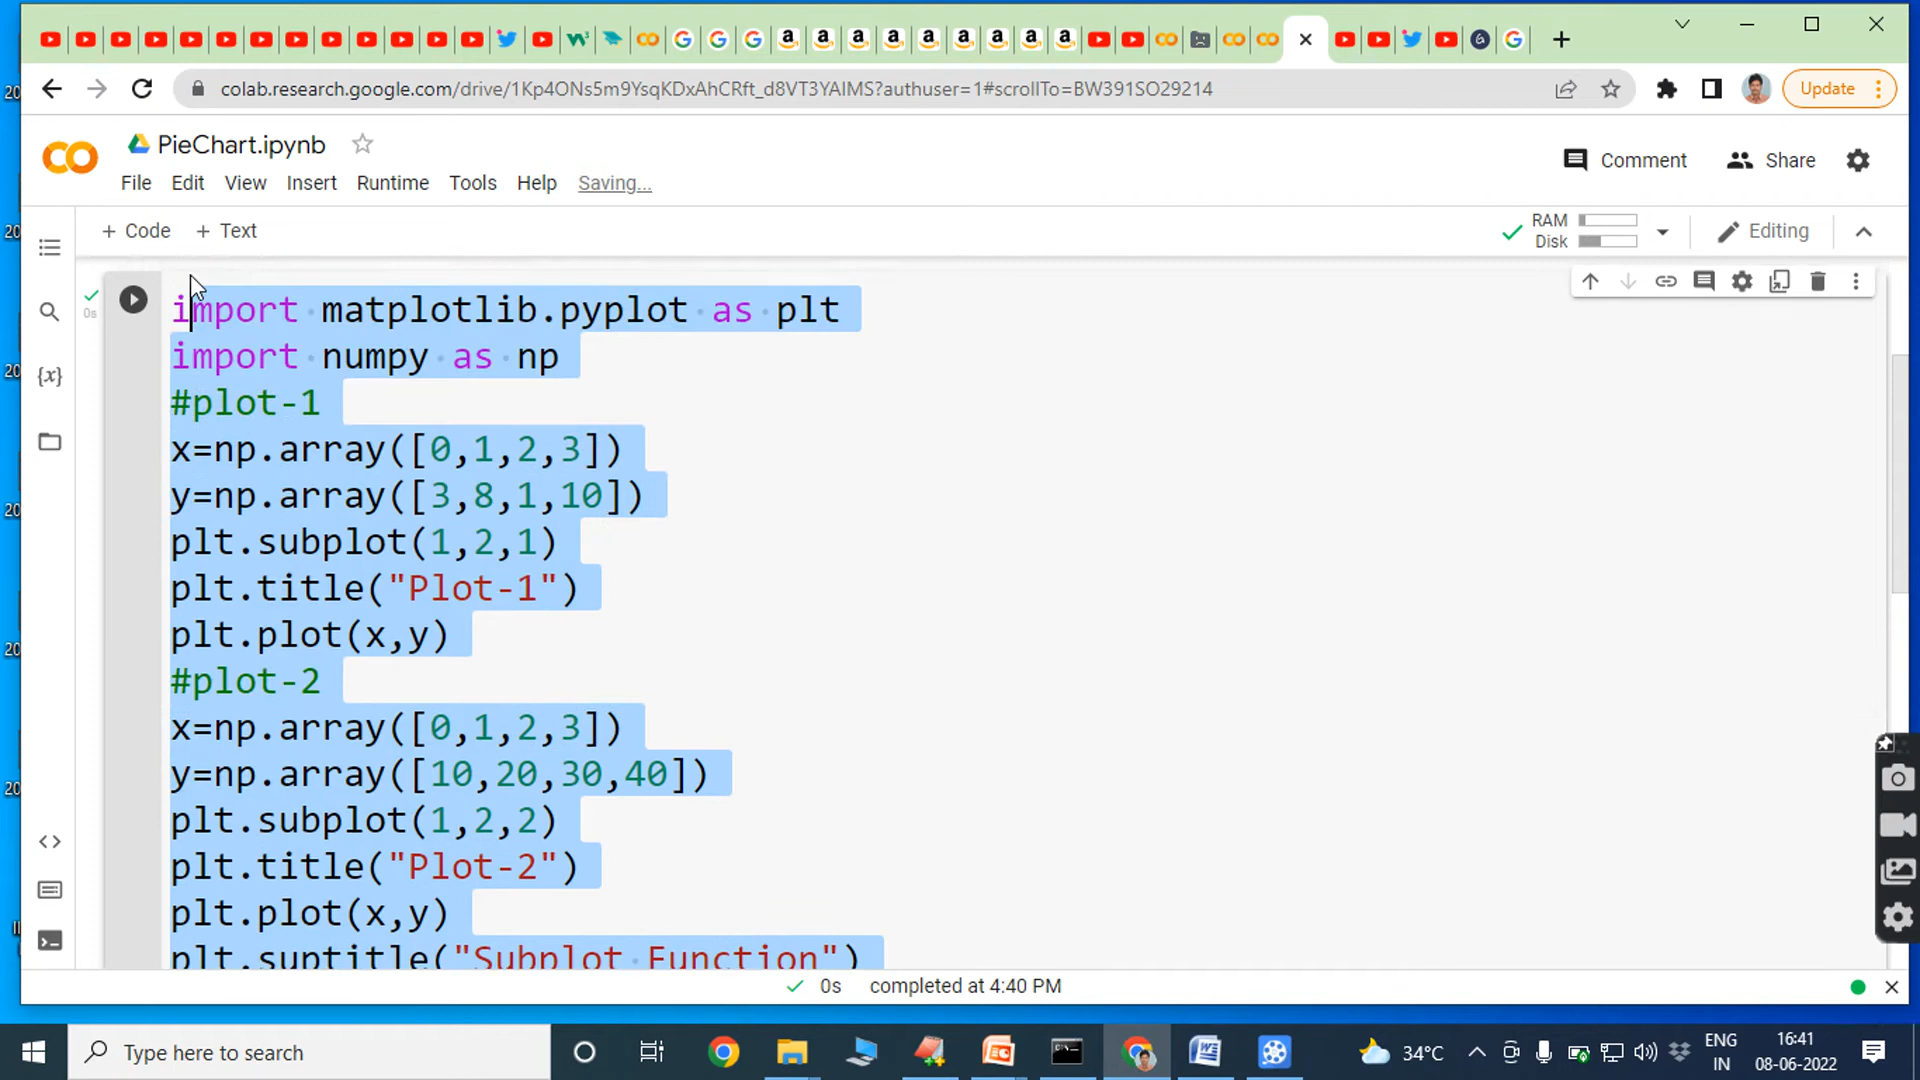 colab.research.google.com/drive/1Kp4ONs5m9YsqKDxAhCRft_d8VT3YAlMS?authuser=1#scrollTo=BW391SO29214
Update
PieChart.ipynb
Comment
Share
File Edit View Insert Runtime Tools Help Saving...
+ Code + Text
RAM
Disk
Editing
0s
import matplotlib.pyplot as plt
import numpy as np
#plot-1
x=np.array([0,1,2,3])
y=np.array([3,8,1,10])
plt.subplot(1,2,1)
plt.title("Plot-1")
plt.plot(x,y)
#plot-2
x=np.array([0,1,2,3])
y=np.array([10,20,30,40])
plt.subplot(1,2,2)
plt.title("Plot-2")
plt.plot(x,y)
plt.suptitle("Subplot Function")
0s completed at 4:40 PM
Type here to search
34°C
ENG
IN
16:41
08-06-2022